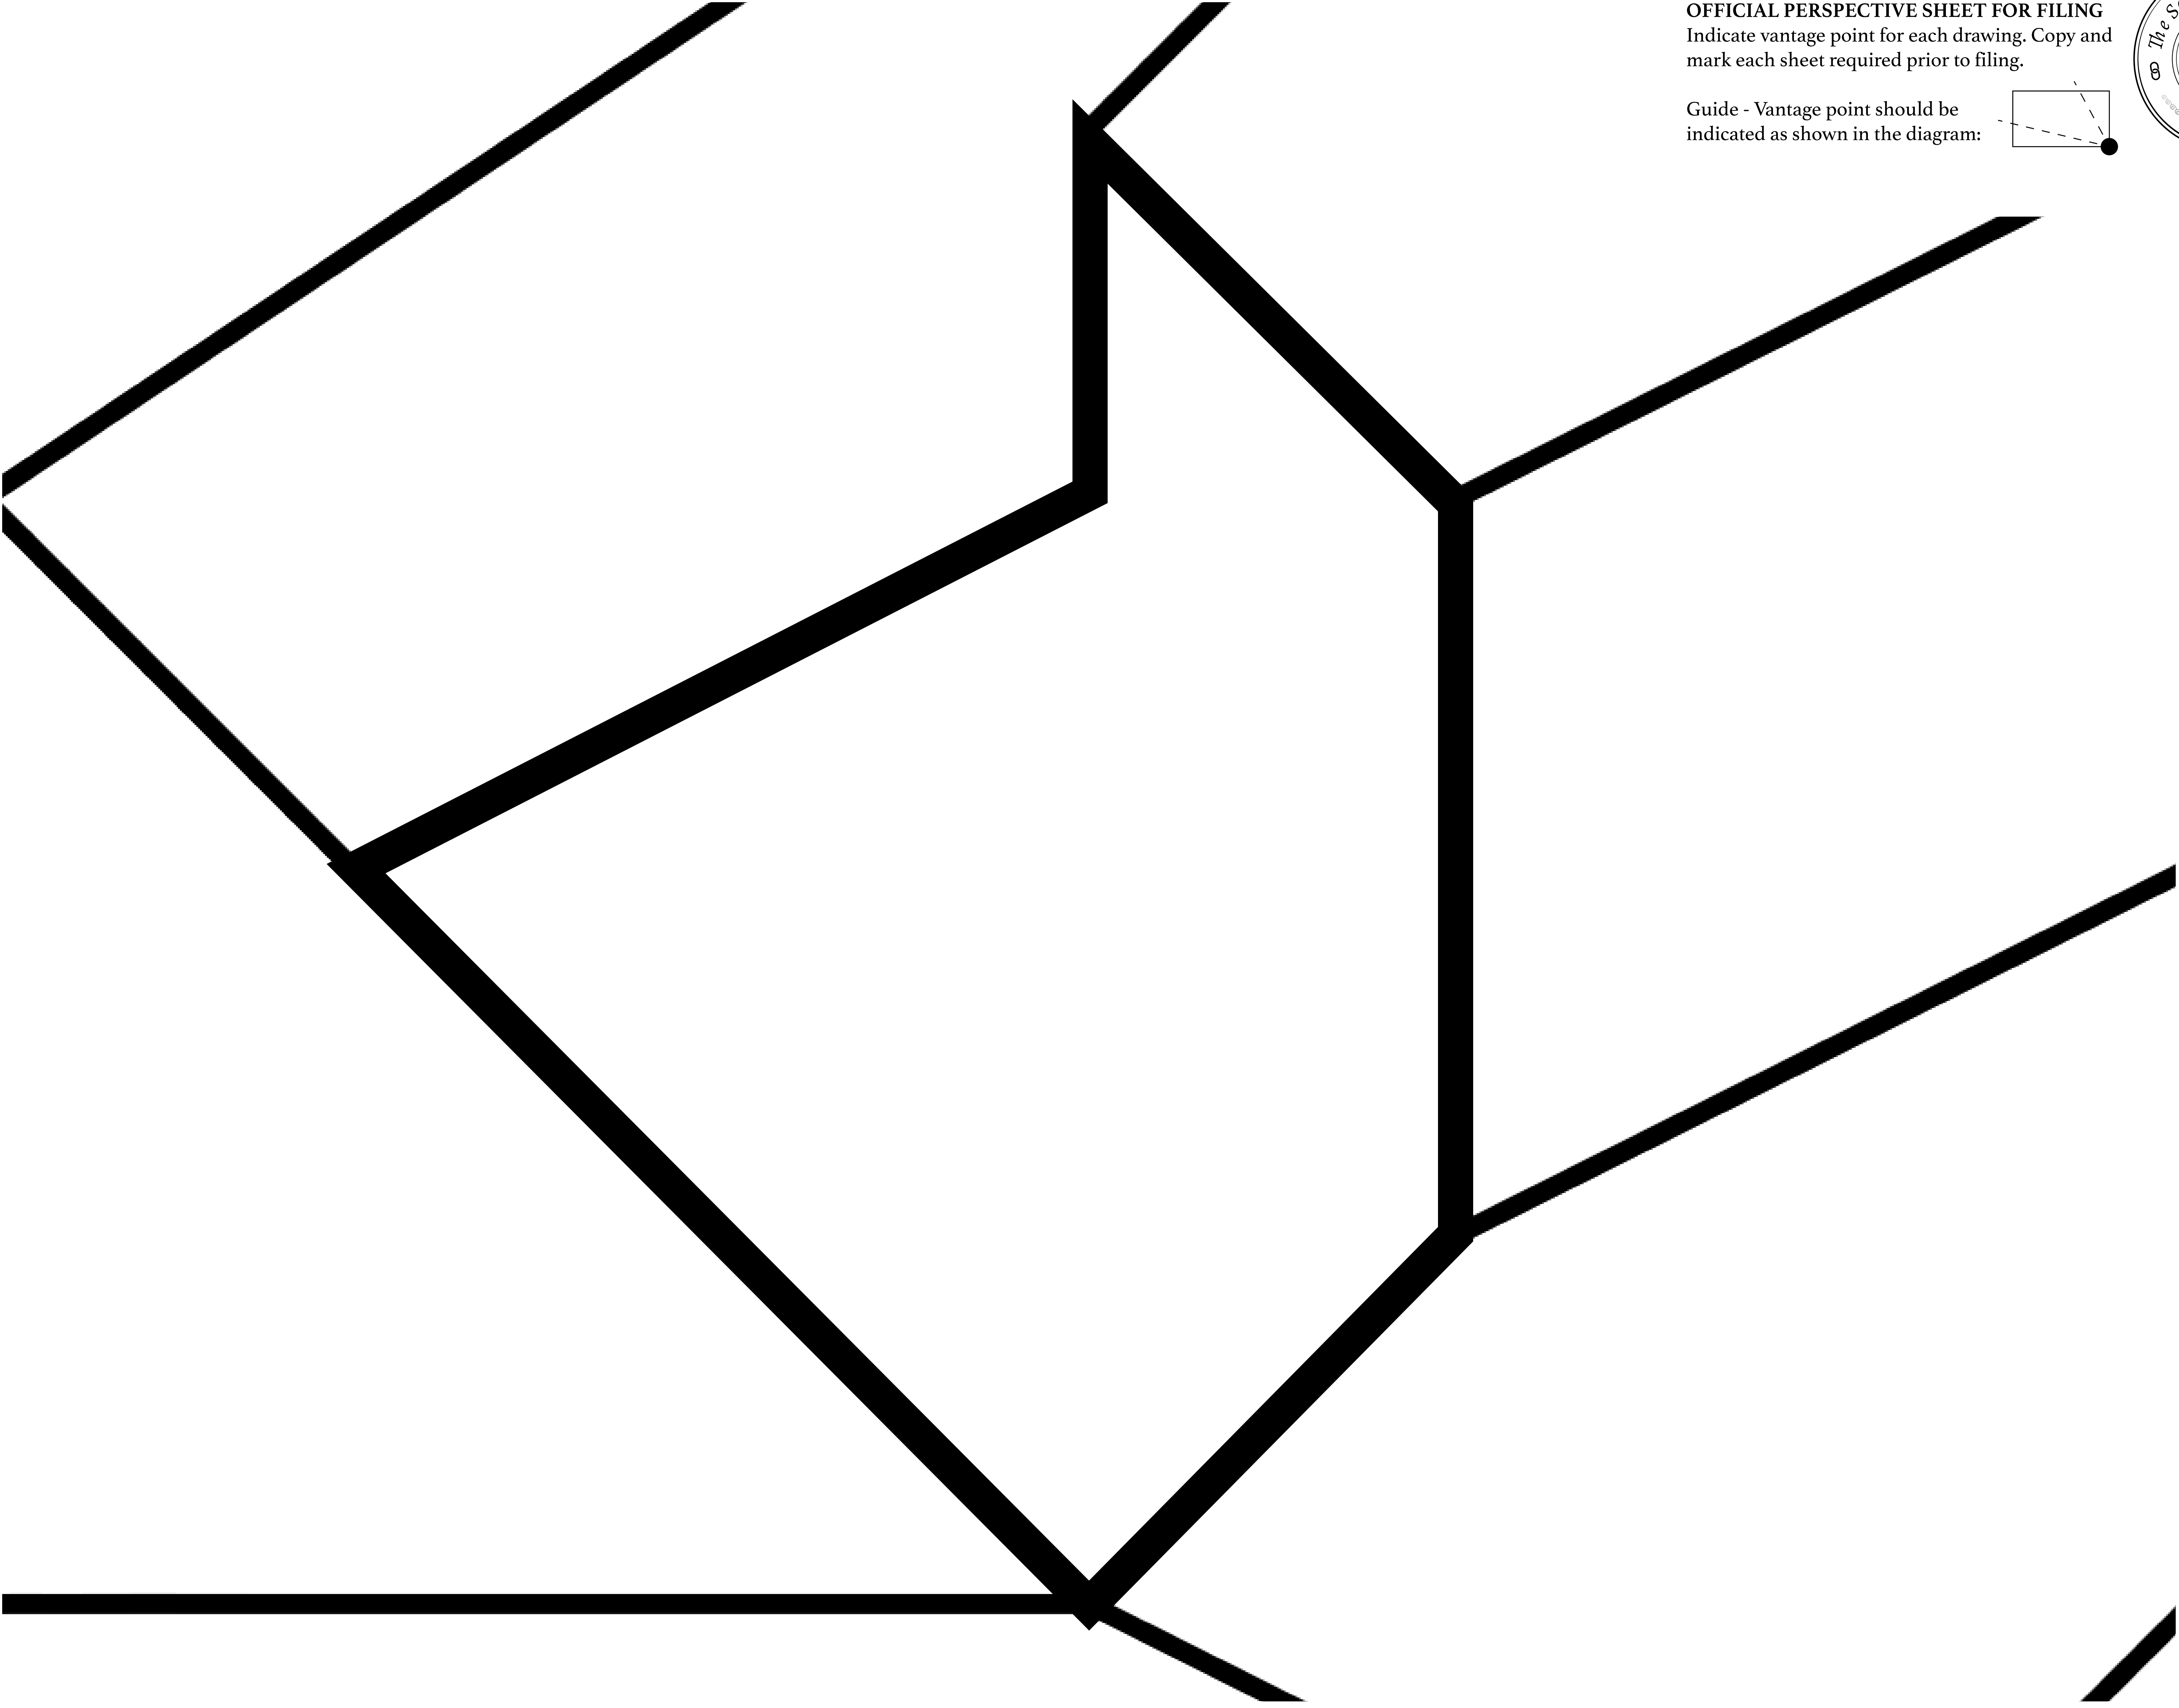 OFFICIAL PERSPECTIVE SHEET FOR FILING
Indicate vantage point for each drawing. Copy and
mark each sheet required prior to filing.
Guide - Vantage point should be
indicated as shown in the diagram:
The